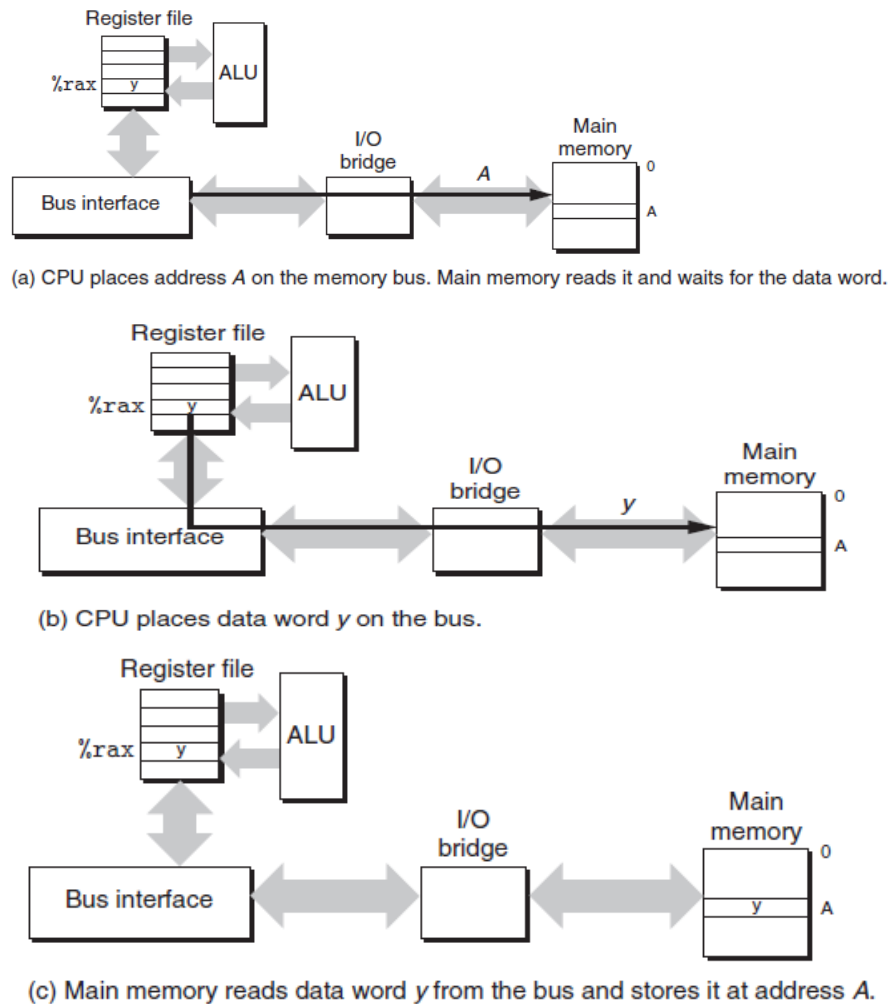 Register file
ALU
%rax
y
I/O
bridge
Main
memory
0
A
A
Bus interface
(a) CPU places address A on the memory bus. Main memory reads it and waits for the data word.
Register file
ALU
%rax
y
I/O
bridge
Main
memory
0
y
A
Bus interface
(b) CPU places data word y on the bus.
Register file
ALU
%rax
y
I/O
bridge
Main
memory
0
Bus interface
y
A
(c) Main memory reads data word y from the bus and stores it at address A.